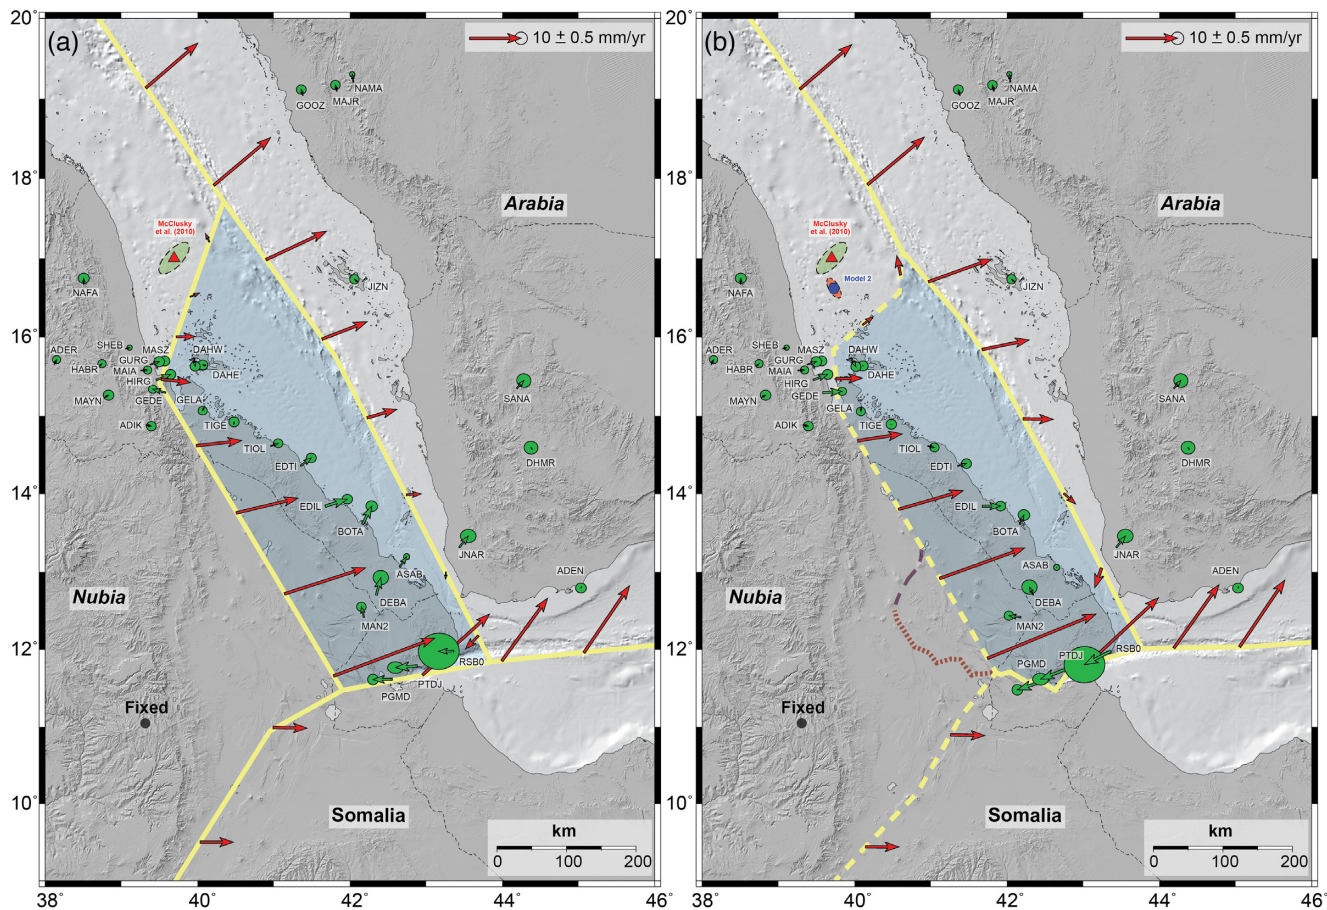 (a)
10 ± 0.5 mm/yr
NAMA
MAJR
GOOZ
Arabia
McClusky
et al. (2010)
NAFA
JIZN
SHEB
MASZ
DAHW
ADER
GURG
HABR
MAIA
DAHE
HIRG
SANA
MAYN
GEDE
GELA
ADIK
TIGE
TIOL
DHMR
EDTI
EDIL
BOTA
JNAR
ASAB
ADEN
Nubia
DEBA
MAN2
RSB0
PTDJ
PGMD
Fixed
Somalia
km
0 100 200
20°
18°
16°
14°
12°
10°
38° 40° 42° 44° 46°
(b)
10 ± 0.5 mm/yr
NAMA
MAJR
GOOZ
Arabia
McClusky
et al. (2010)
Model 2
NAFA
JIZN
SHEB
MASZ
DAHW
ADER
GURG
HABR
MAIA
DAHE
HIRG
SANA
MAYN
GEDE
GELA
ADIK
TIGE
TIOL
DHMR
EDTI
EDIL
BOTA
JNAR
ASAB
ADEN
Nubia
DEBA
MAN2
RSB0
PTDJ
PGMD
Fixed
Somalia
km
0 100 200
40° 42° 44° 46°